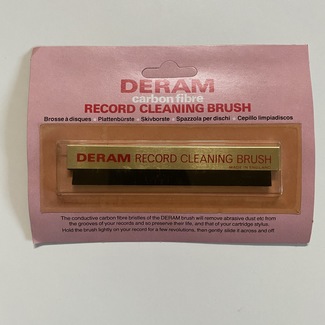 DERAM
carbon fibre
RECORD CLEANING BRUSH
Brosse à disques • Plattenbürste • Skivborste • Spazzola per dischi • Cepillo limpiadiscos
DERAM RECORD CLEANING BRUSH
MADE IN ENGLAND
The conductive carbon fibre bristles of the DERAM brush will remove abrasive dust etc from
the grooves of your records and so preserve their life, and that of your cartridge stylus.
Hold the brush lightly on your record for a few revolutions, then gently slide it across and off